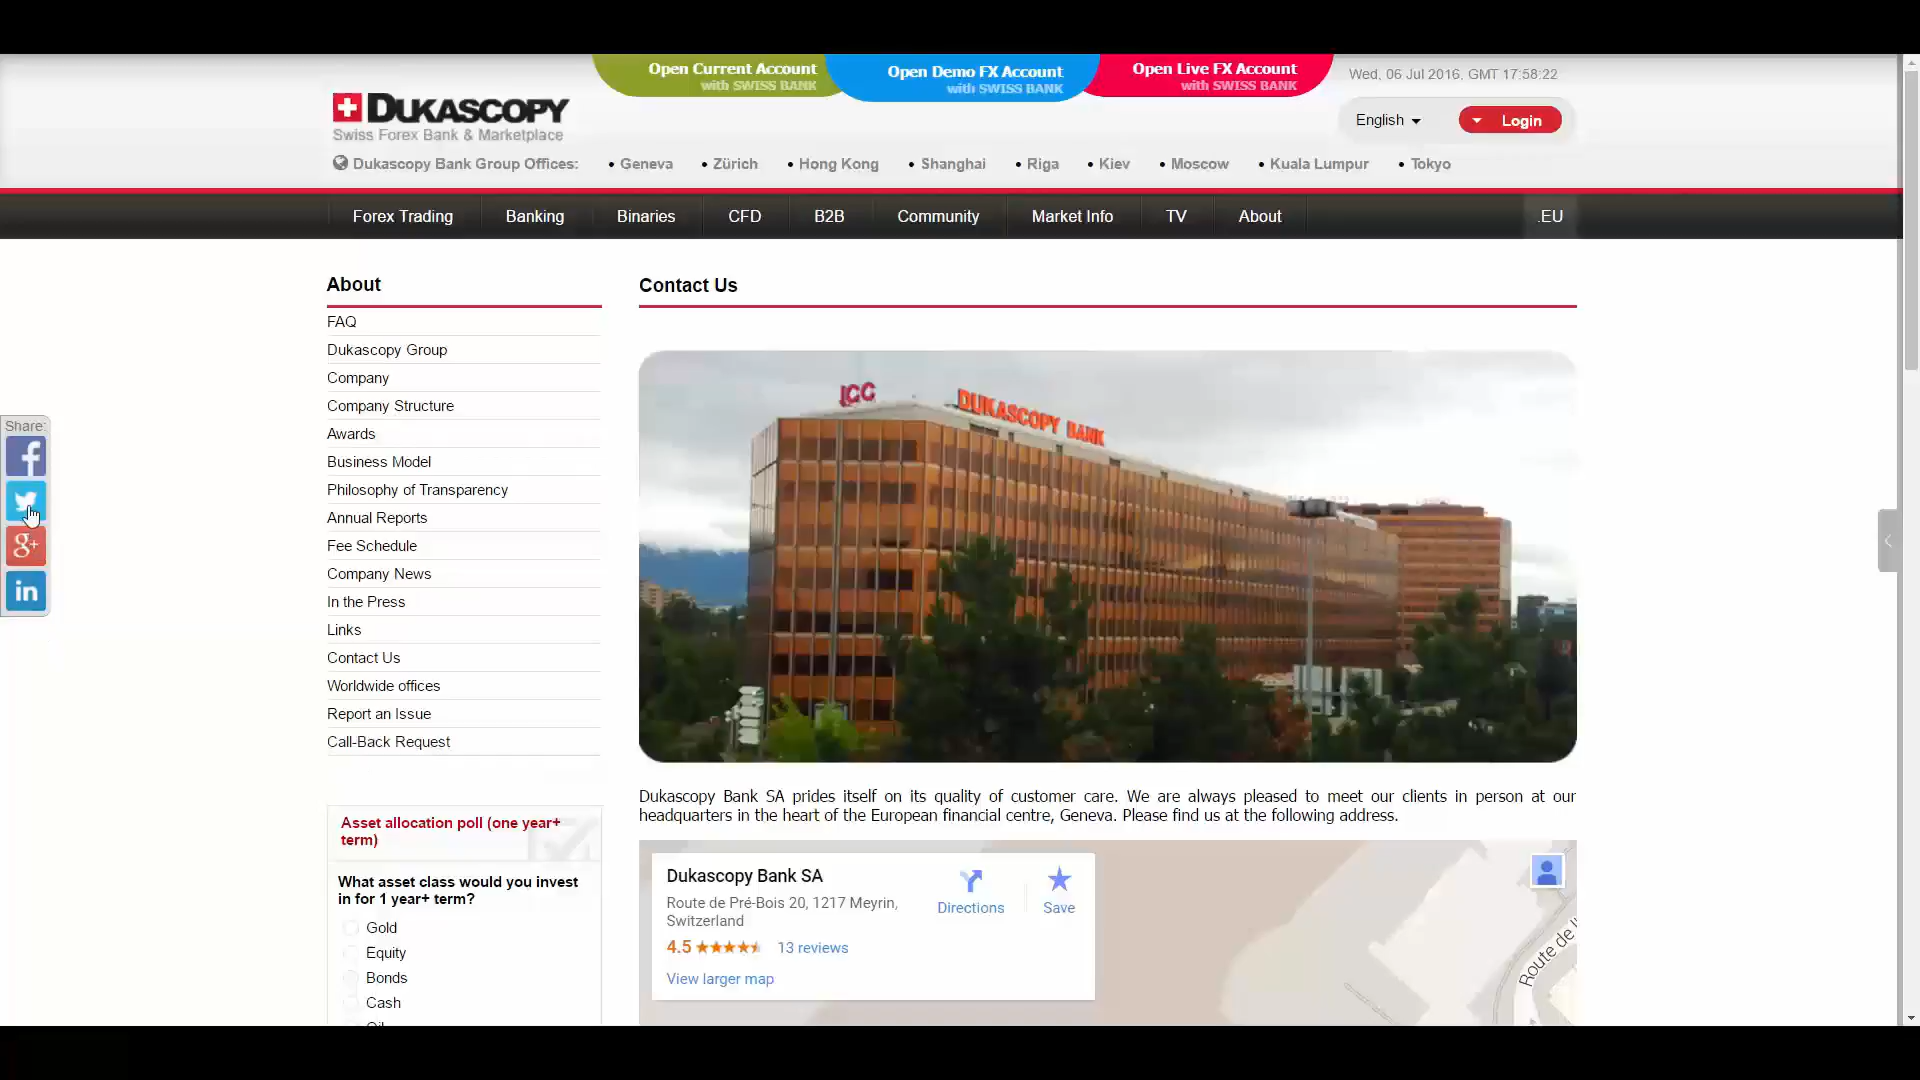 Open Current Account
with SWISS BANK
Open Demo FX Account
with SWISS BANK
Open Live FX Account
with SWISS BANK
Wed, 06 Jul 2016, GMT 17:58:22
DUKASCOPY
Swiss Forex Bank & Marketplace
English
Login
Dukascopy Bank Group Offices: • Geneva • Zürich • Hong Kong • Shanghai • Riga • Kiev • Moscow • Kuala Lumpur • Tokyo
Forex Trading Banking Binaries CFD B2B Community Market Info TV About .EU
About
FAQ
Dukascopy Group
Company
Company Structure
Awards
Business Model
Philosophy of Transparency
Annual Reports
Fee Schedule
Company News
In the Press
Links
Contact Us
Worldwide offices
Report an Issue
Call-Back Request
Share:
f
g+
in
Asset allocation poll (one year+
term)
What asset class would you invest
in for 1 year+ term?
Gold
Equity
Bonds
Cash
Contact Us
ICC
DUKASCOPY BANK
Dukascopy Bank SA prides itself on its quality of customer care. We are always pleased to meet our clients in person at our
headquarters in the heart of the European financial centre, Geneva. Please find us at the following address.
Dukascopy Bank SA
Route de Pré-Bois 20, 1217 Meyrin,
Switzerland
4.5
13 reviews
View larger map
Directions
Save
Route de